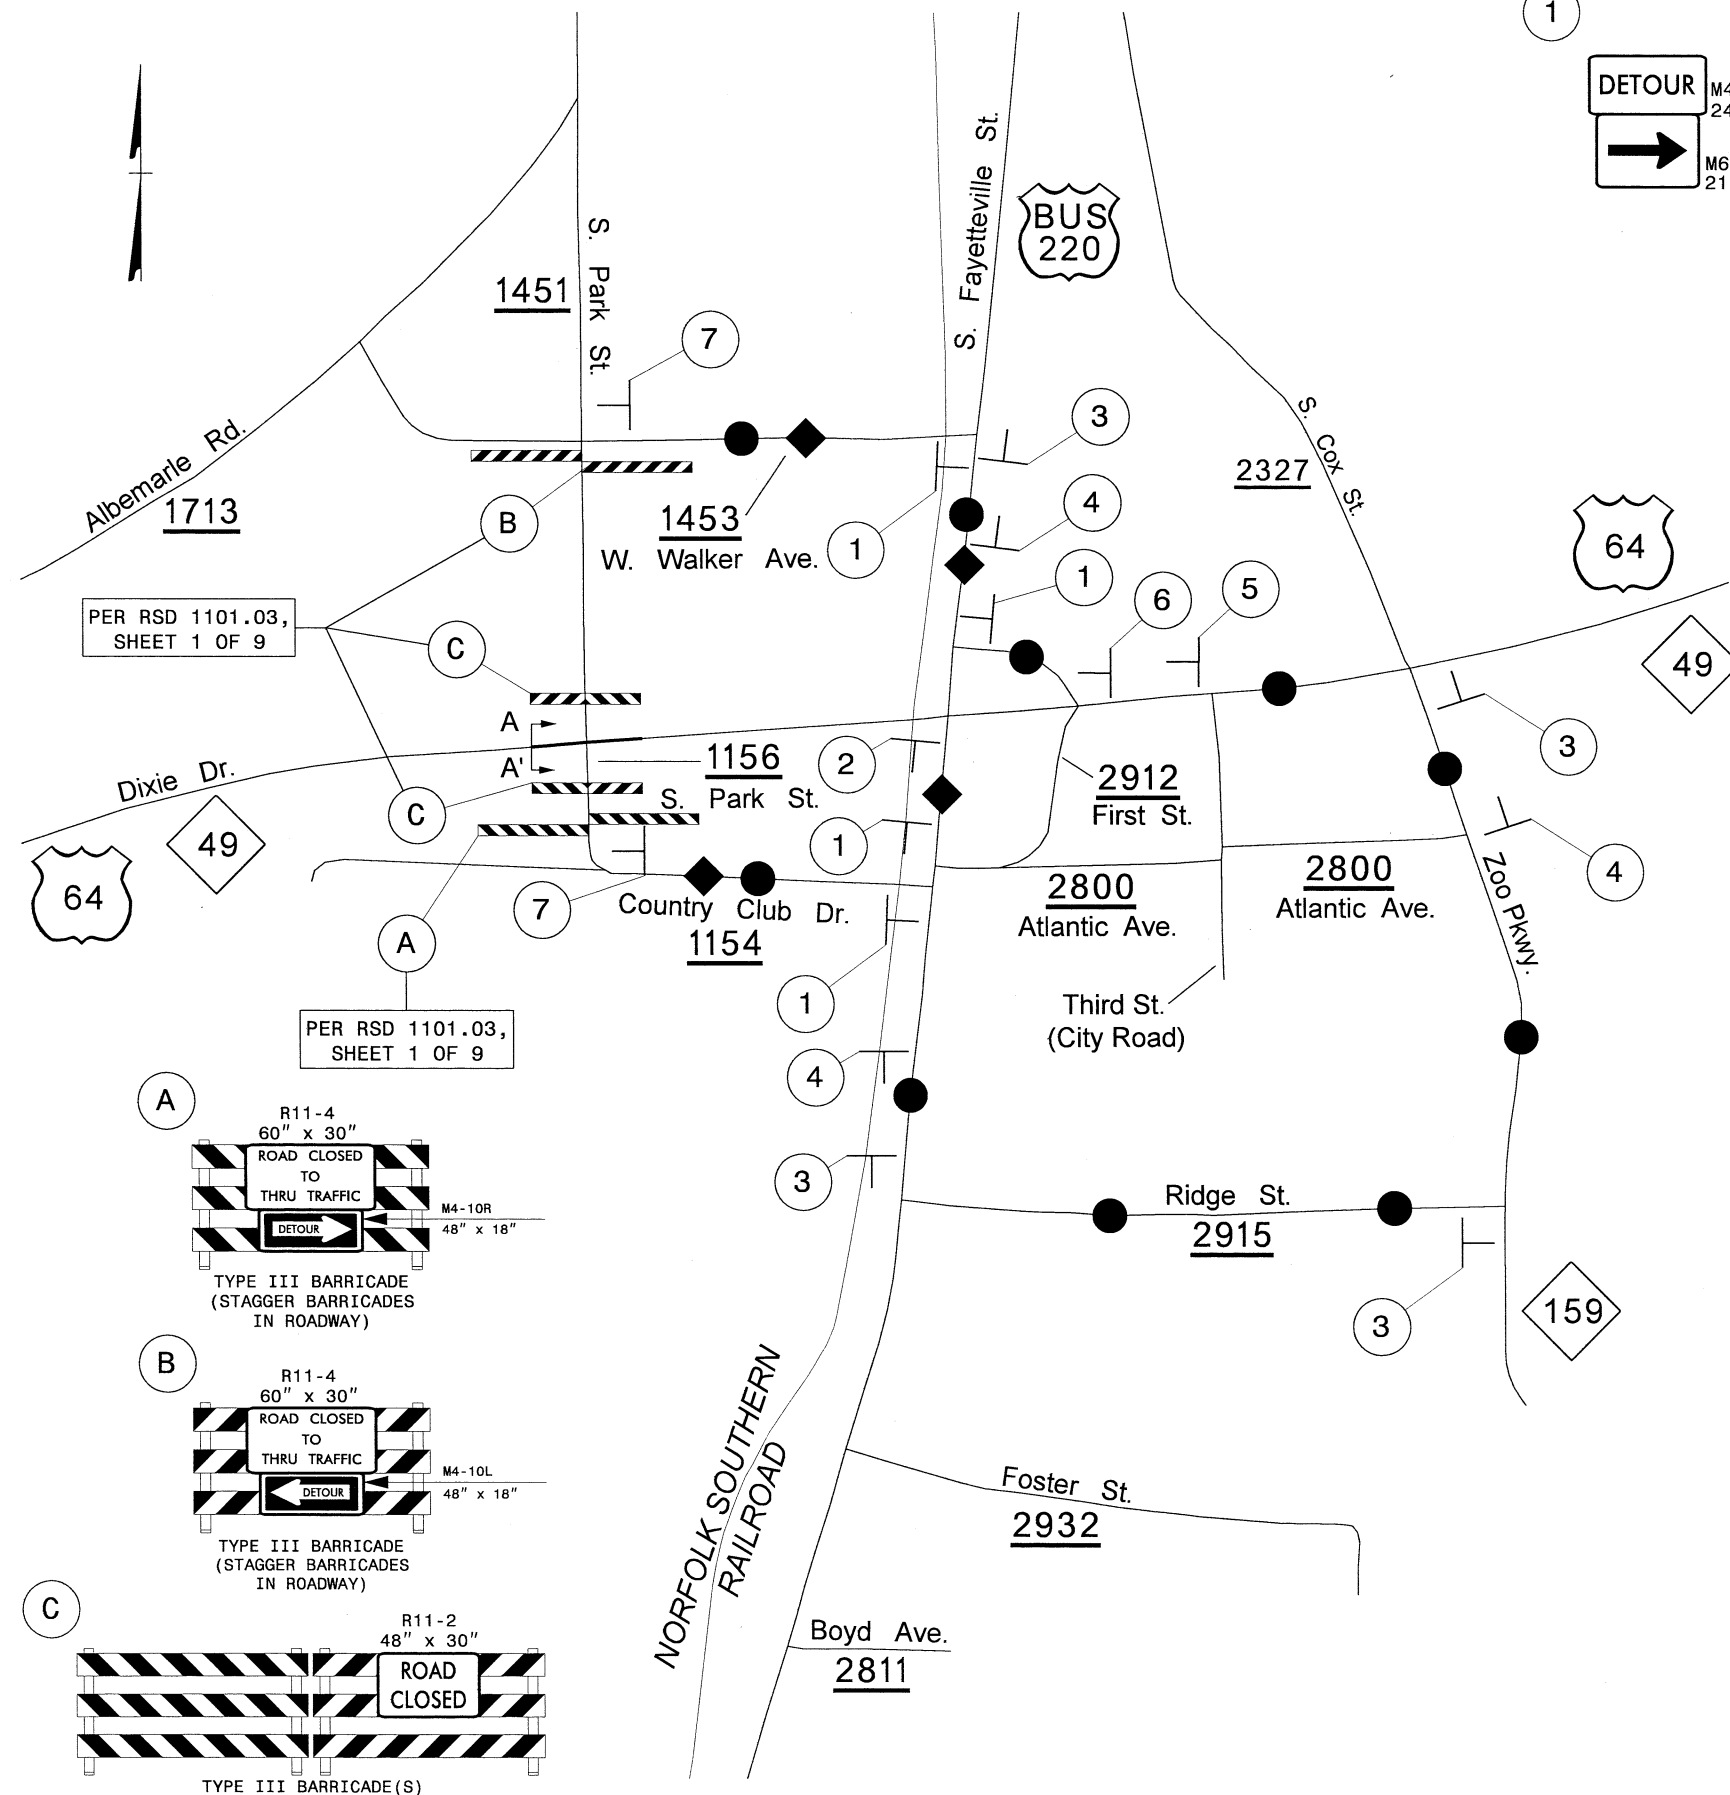 1
DETOUR
M4
24
M6
21
S. Fayetteville St.
BUS
220
S. Park St.
1451
7
Albemarle Rd.
1713
3
S. Cox St.
2327
4
B
1453
W. Walker Ave.
1
1
64
6
5
PER RSD 1101.03,
SHEET 1 OF 9
C
49
A
A'
1156
S. Park St.
2
3
Dixie Dr.
2912
First St.
49
C
1
64
4
2800
Atlantic Ave.
2800
Atlantic Ave.
Zoo Pkwy.
7
Country Club Dr.
1154
A
1
Third St.
(City Road)
PER RSD 1101.03,
SHEET 1 OF 9
4
A
R11-4
60" x 30"
ROAD CLOSED
TO
THRU TRAFFIC
DETOUR
M4-10R
48" x 18"
TYPE III BARRICADE
(STAGGER BARRICADES
IN ROADWAY)
3
Ridge St.
2915
3
159
B
R11-4
60" x 30"
ROAD CLOSED
TO
THRU TRAFFIC
DETOUR
M4-10L
48" x 18"
TYPE III BARRICADE
(STAGGER BARRICADES
IN ROADWAY)
NORFOLK SOUTHERN
RAILROAD
Foster St.
2932
C
R11-2
48" x 30"
ROAD
CLOSED
TYPE III BARRICADE(S)
Boyd Ave.
2811